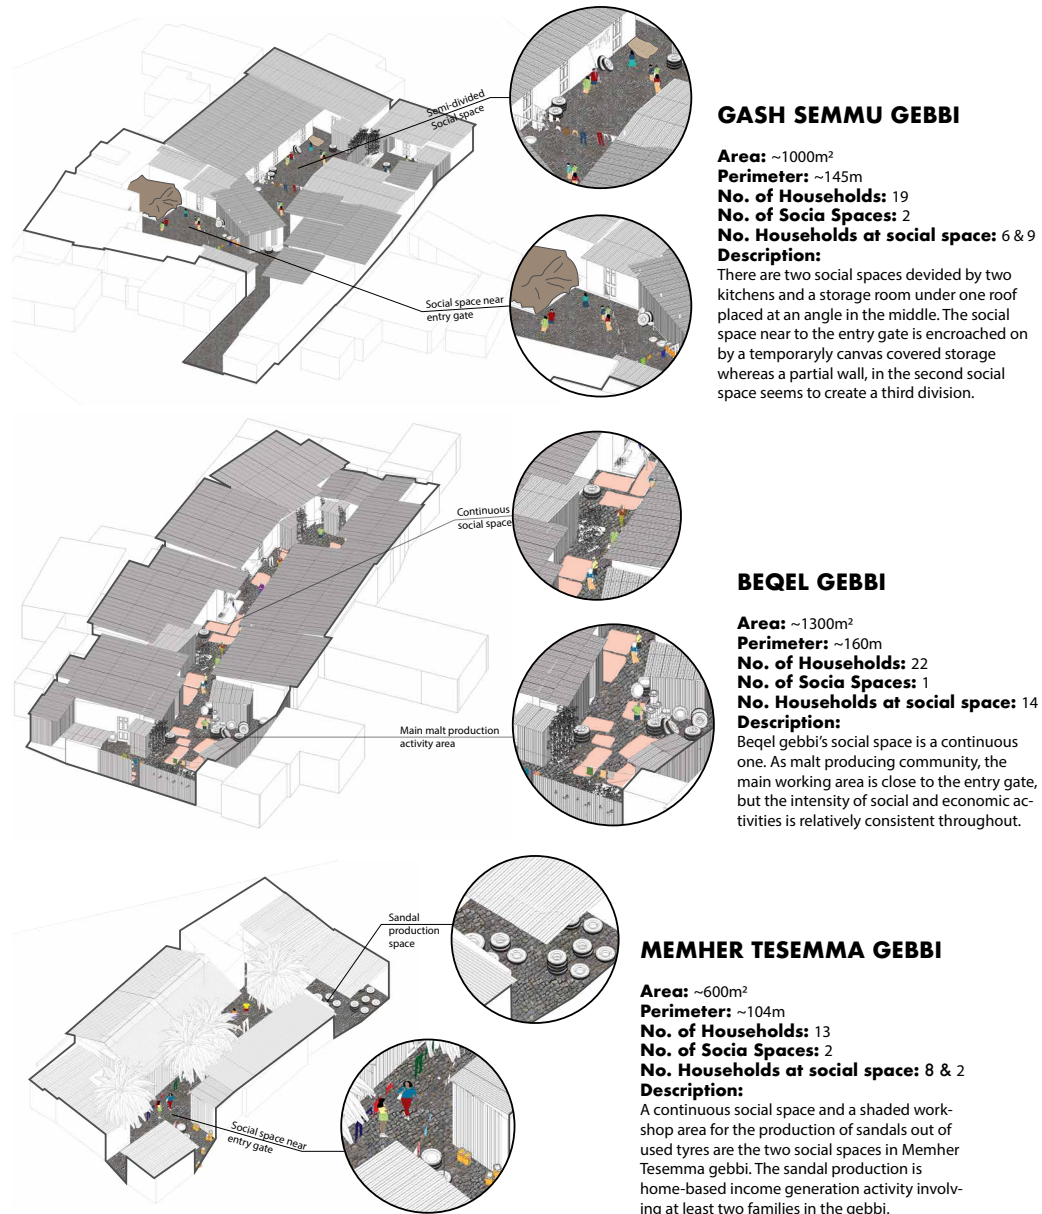 Semi-divided
Social space
Social space near
entry gate
GASH SEMMU GEBBI
Area: ~1000m²
Perimeter: ~145m
No. of Households: 19
No. of Socia Spaces: 2
No. Households at social space: 6 & 9
Description:
There are two social spaces devided by two
kitchens and a storage room under one roof
placed at an angle in the middle. The social
space near to the entry gate is encroached on
by a temporaryly canvas covered storage
whereas a partial wall, in the second social
space seems to create a third division.
Continuous
social space
Main malt production
activity area
BEQEL GEBBI
Area: ~1300m²
Perimeter: ~160m
No. of Households: 22
No. of Socia Spaces: 1
No. Households at social space: 14
Description:
Beqel gebbi's social space is a continuous
one. As malt producing community, the
main working area is close to the entry gate,
but the intensity of social and economic ac-
tivities is relatively consistent throughout.
Sandal
production
space
Social space near
entry gate
MEMHER TESEMMA GEBBI
Area: ~600m²
Perimeter: ~104m
No. of Households: 13
No. of Socia Spaces: 2
No. Households at social space: 8 & 2
Description:
A continuous social space and a shaded work-
shop area for the production of sandals out of
used tyres are the two social spaces in Memher
Tesemma gebbi. The sandal production is
home-based income generation activity involv-
ing at least two families in the gebbi.